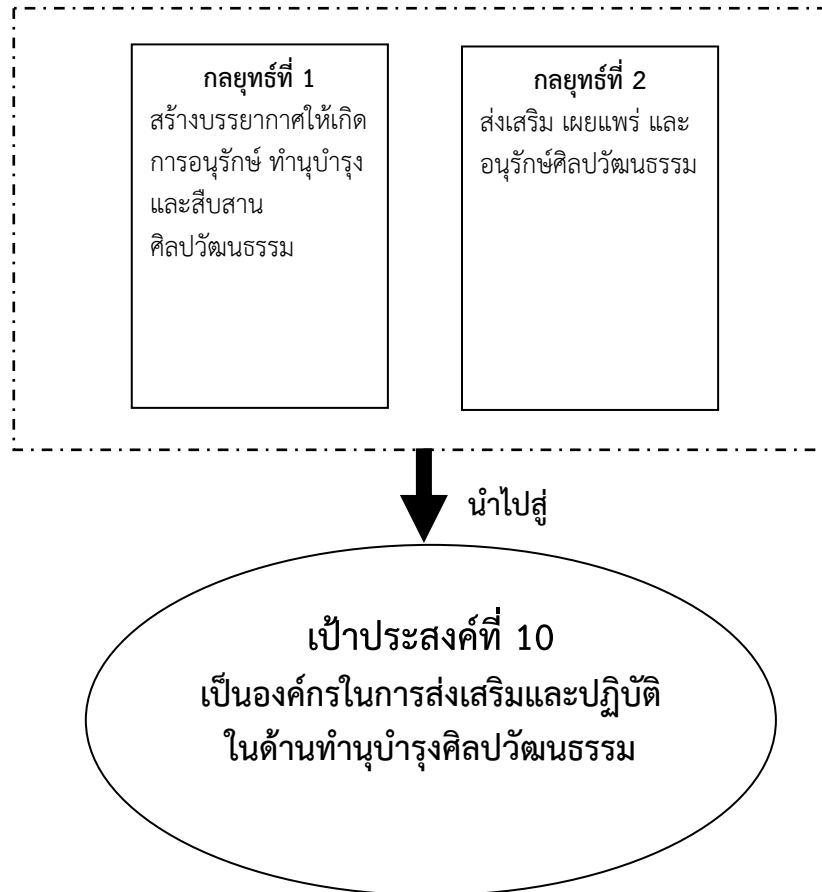 กลยุทธ์ที่ 1
สร้างบรรยากาศให้เกิด
การอนุรักษ์ ทำนุบำรุง
และสืบสาน
ศิลปวัฒนธรรม
กลยุทธ์ที่ 2
ส่งเสริม เผยแพร่ และ
อนุรักษ์ศิลปวัฒนธรรม
นำไปสู่
เป้าประสงค์ที่ 10
เป็นองค์กรในการส่งเสริมและปฏิบัติ
ในด้านทำนุบำรุงศิลปวัฒนธรรม